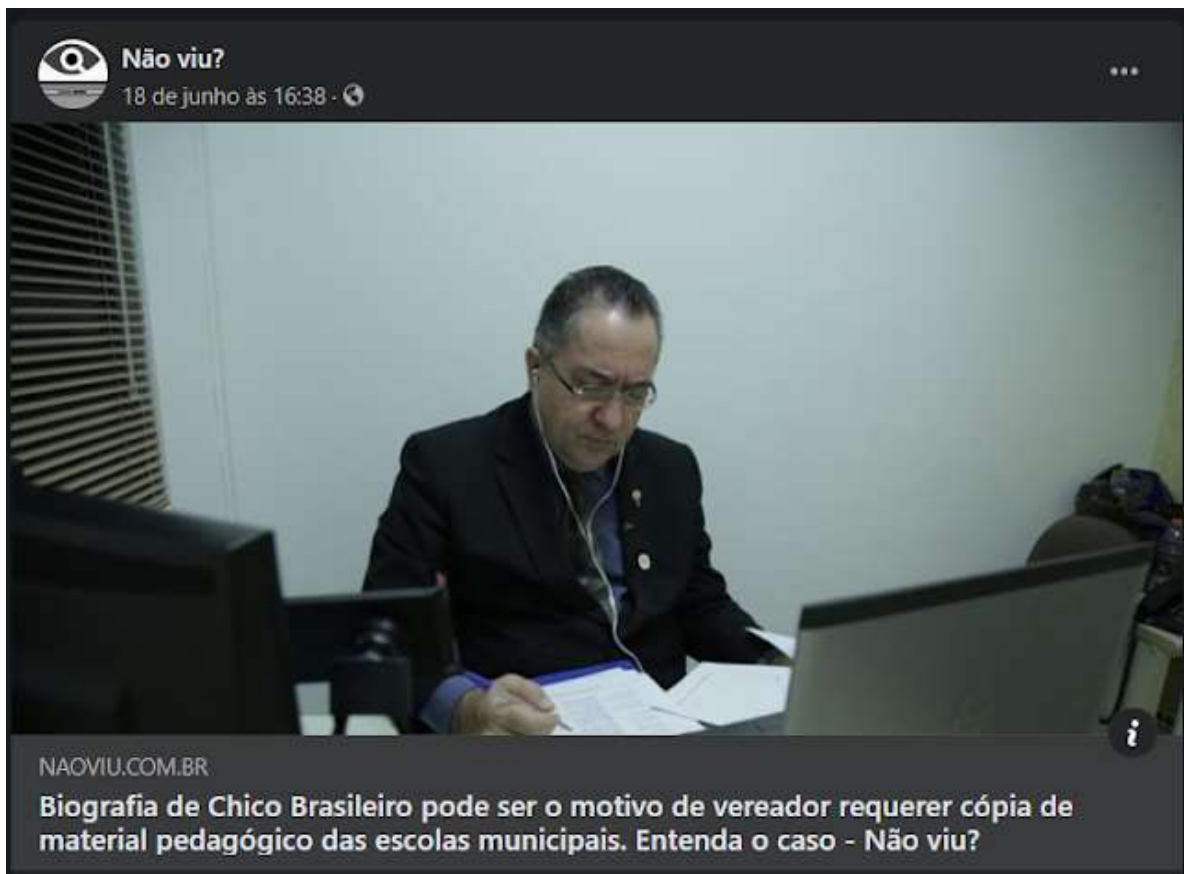 Não viu?
18 de junho às 16:38 ·
NAOVIU.COM.BR
Biografia de Chico Brasileiro pode ser o motivo de vereador requerer cópia de
material pedagógico das escolas municipais. Entenda o caso - Não viu?